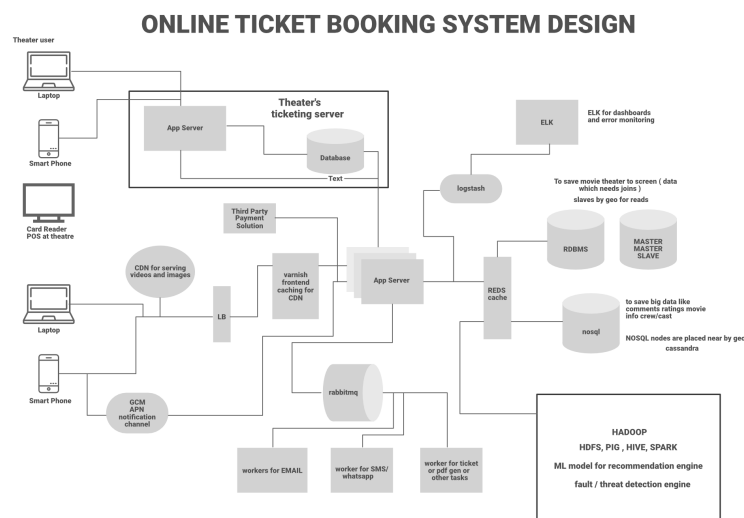 ONLINE TICKET BOOKING SYSTEM DESIGN
Theater user
Laptop
Smart Phone
Card Reader
POS at theatre
Theater's
ticketing server
App Server
Database
Text
ELK
ELK for dashboards
and error monitoring
logstash
To save movie theater to screen ( data
which needs joins )
slaves by geo for reads
RDBMS
MASTER
MASTER
SLAVE
Third Party
Payment
Solution
CDN for serving
videos and images
LB
varnish
frontend
caching for
CDN
App Server
REDS
cache
to save big data like
comments ratings movie
info crew/cast
nosql
NOSQL nodes are placed near by geo
cassandra
Laptop
Smart Phone
GCM
APN
notification
channel
rabbitmq
workers for EMAIL
worker for SMS/
whatsapp
worker for ticket
or pdf gen or
other tasks
HADOOP
HDFS, PIG , HIVE, SPARK
ML model for recommendation engine
fault / threat detection engine